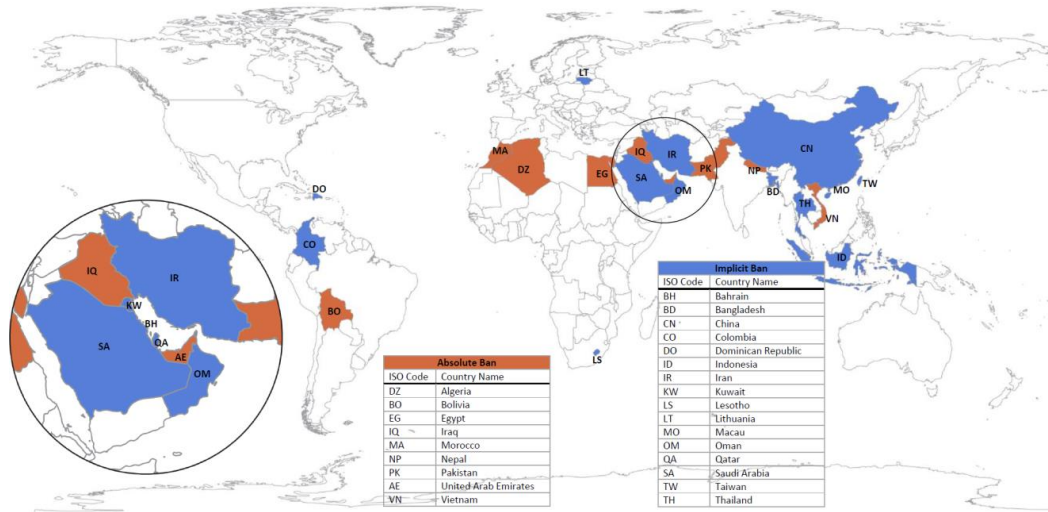 LT
MA
DZ
EG
IQ
IR
SA
OM
PK
NP
CN
BD
MO
TW
TH
VN
ID
DO
CO
BO
LS
IQ
IR
KW
BH
SA
QA
AE
OM
Absolute Ban
ISO Code Country Name
DZ Algeria
BO Bolivia
EG Egypt
IQ Iraq
MA Morocco
NP Nepal
PK Pakistan
AE United Arab Emirates
VN Vietnam
Implicit Ban
ISO Code Country Name
BH Bahrain
BD Bangladesh
CN China
CO Colombia
DO Dominican Republic
ID Indonesia
IR Iran
KW Kuwait
LS Lesotho
LT Lithuania
MO Macau
OM Oman
QA Qatar
SA Saudi Arabia
TW Taiwan
TH Thailand